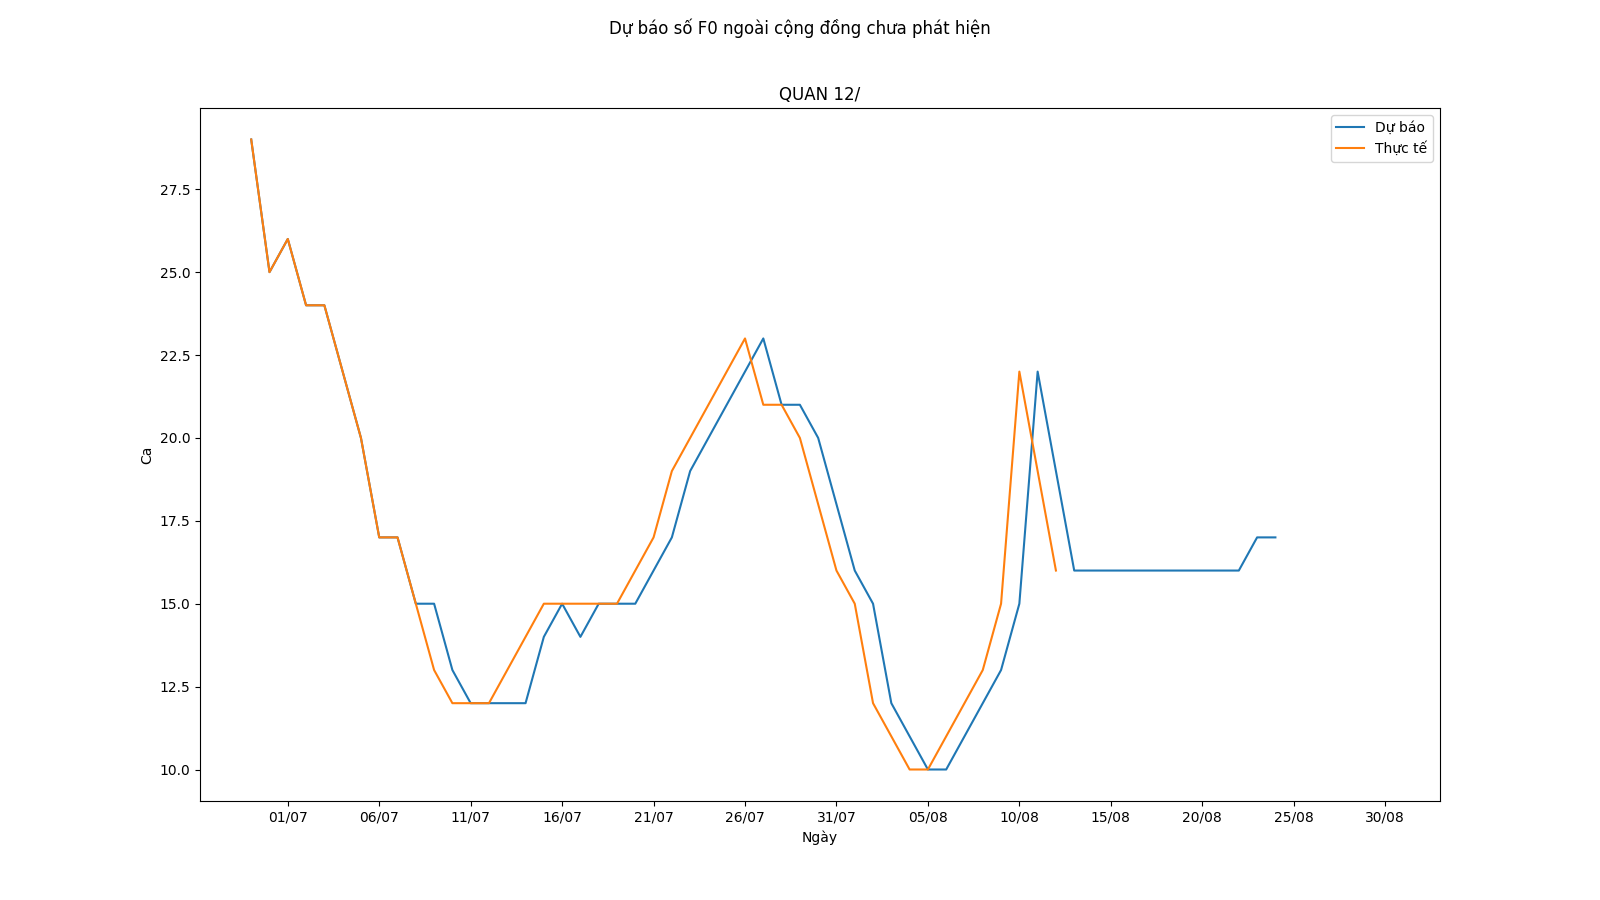 Dự báo số F0 ngoài cộng đồng chưa phát hiện
QUAN 12/
Dự báo
Thực tế
27.5
25.0
22.5
20.0
17.5
15.0
12.5
10.0
Ca
01/07 06/07 11/07 16/07 21/07 26/07 31/07 05/08 10/08 15/08 20/08 25/08 30/08
Ngày